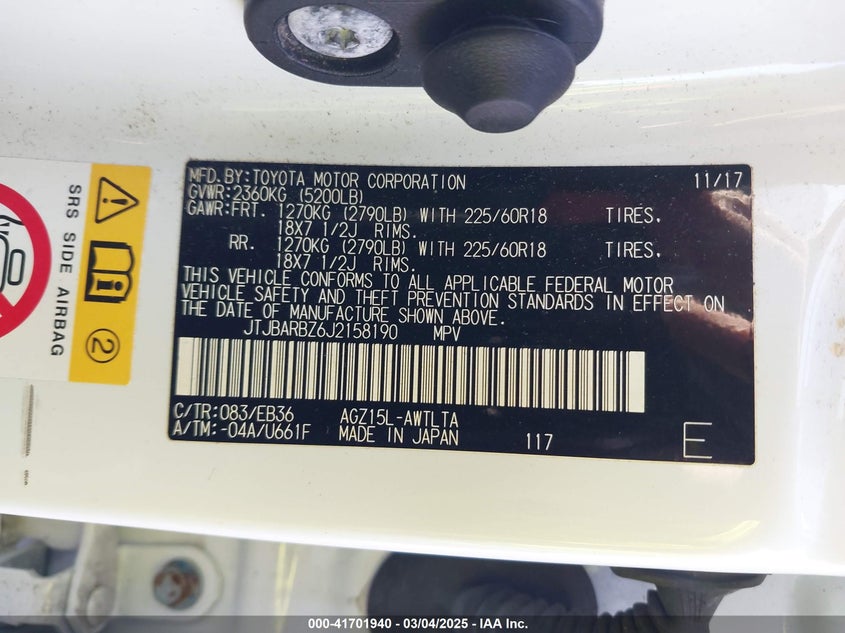 MFD. BY: TOYOTA MOTOR CORPORATION 11/17
GVWR: 2360KG (5200LB)
GAWR: FRT. 1270KG (2790LB) WITH 225/60R18 TIRES,
18X7 1/2J RIMS.
RR. 1270KG (2790LB) WITH 225/60R18 TIRES,
18X7 1/2J RIMS.
THIS VEHICLE CONFORMS TO ALL APPLICABLE FEDERAL MOTOR
VEHICLE SAFETY AND THEFT PREVENTION STANDARDS IN EFFECT ON
THE DATE OF MANUFACTURE SHOWN ABOVE.
JTJBARBZ6J2158190 MPV
C/TR: 083/EB36 AGZ15L-AWTLTA
A/TM: -04A/U661F MADE IN JAPAN 117 E
SRS SIDE AIRBAG
2
000-41701940 - 03/04/2025 - IAA Inc.